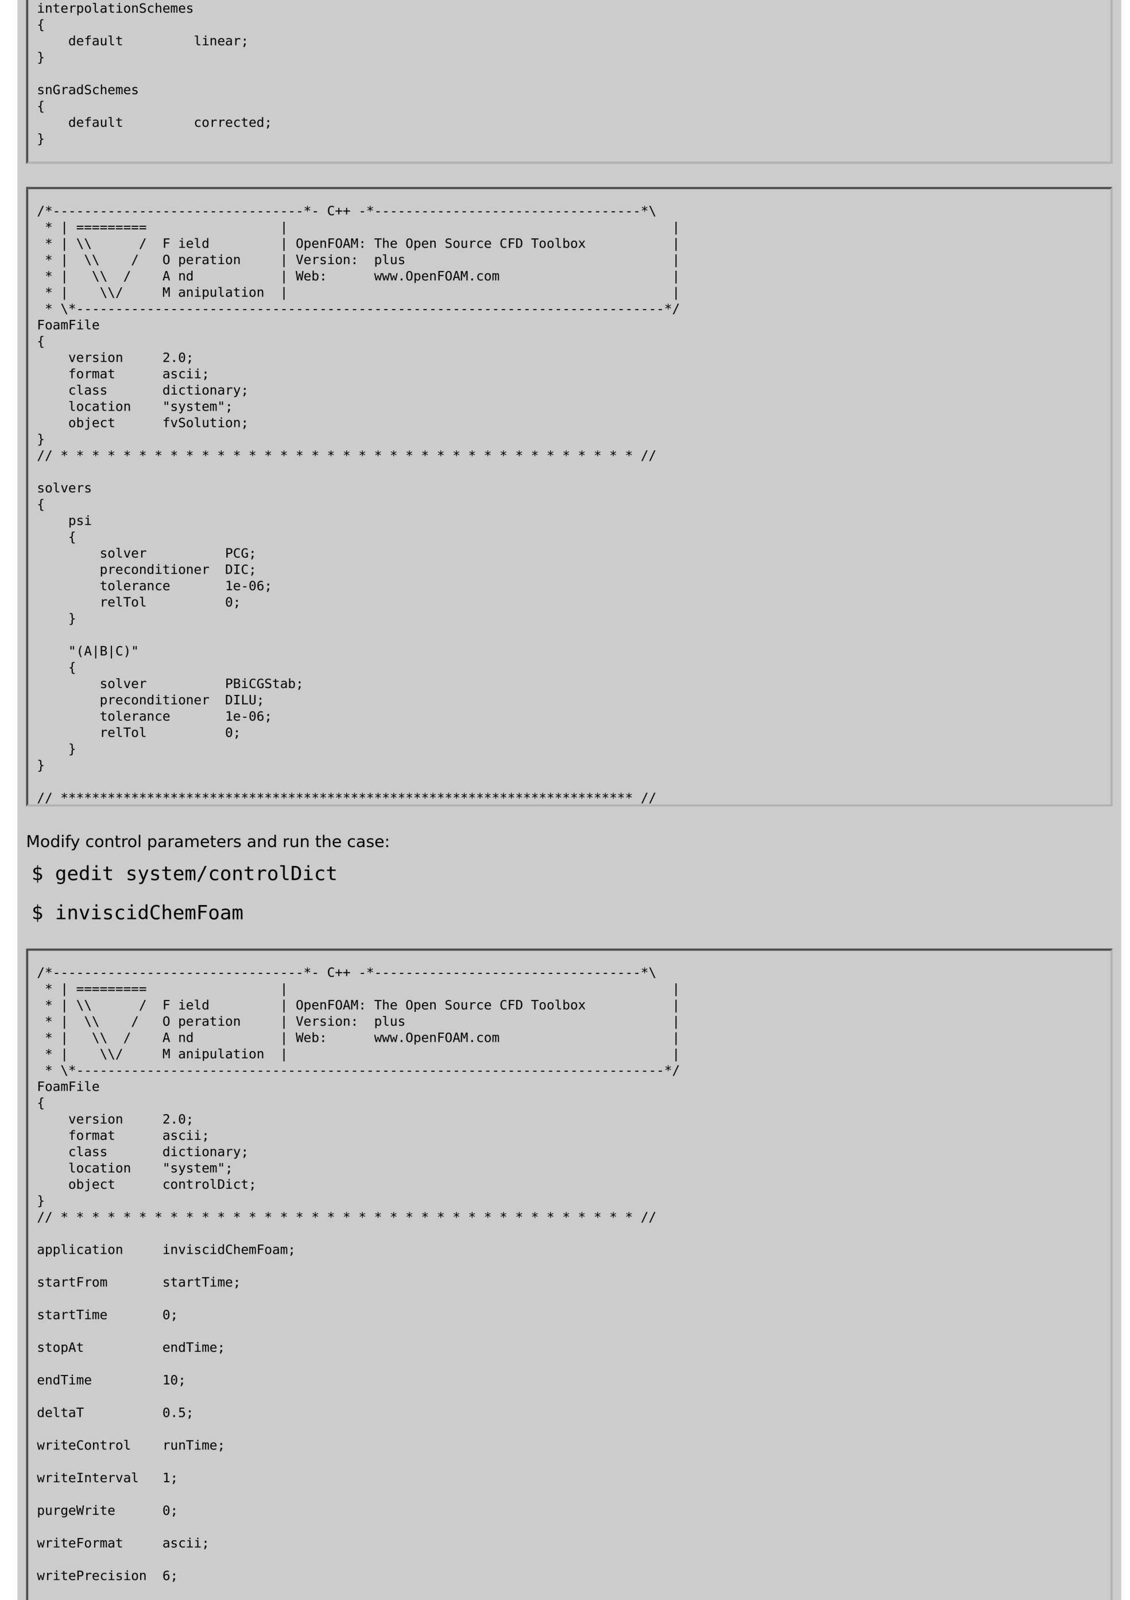 interpolationSchemes
{
    default         linear;
}

snGradSchemes
{
    default         corrected;
}

/*--------------------------------*- C++ -*----------------------------------*\
 * | =========                 |                                                  |
 * | \\      /  F ield         | OpenFOAM: The Open Source CFD Toolbox           |
 * |  \\    /   O peration     | Version:  plus                                  |
 * |   \\  /    A nd           | Web:      www.OpenFOAM.com                      |
 * |    \\/     M anipulation  |                                                 |
 * \*---------------------------------------------------------------------------*/
FoamFile
{
    version     2.0;
    format      ascii;
    class       dictionary;
    location    "system";
    object      fvSolution;
}
// * * * * * * * * * * * * * * * * * * * * * * * * * * * * * * * * * * * * * //

solvers
{
    psi
    {
        solver          PCG;
        preconditioner  DIC;
        tolerance       1e-06;
        relTol          0;
    }

    "(A|B|C)"
    {
        solver          PBiCGStab;
        preconditioner  DILU;
        tolerance       1e-06;
        relTol          0;
    }
}

// ************************************************************************* //
Modify control parameters and run the case:
$ gedit system/controlDict
$ inviscidChemFoam

/*--------------------------------*- C++ -*----------------------------------*\
 * | =========                 |                                                  |
 * | \\      /  F ield         | OpenFOAM: The Open Source CFD Toolbox           |
 * |  \\    /   O peration     | Version:  plus                                  |
 * |   \\  /    A nd           | Web:      www.OpenFOAM.com                      |
 * |    \\/     M anipulation  |                                                 |
 * \*---------------------------------------------------------------------------*/
FoamFile
{
    version     2.0;
    format      ascii;
    class       dictionary;
    location    "system";
    object      controlDict;
}
// * * * * * * * * * * * * * * * * * * * * * * * * * * * * * * * * * * * * * //

application     inviscidChemFoam;

startFrom       startTime;

startTime       0;

stopAt          endTime;

endTime         10;

deltaT          0.5;

writeControl    runTime;

writeInterval   1;

purgeWrite      0;

writeFormat     ascii;

writePrecision  6;